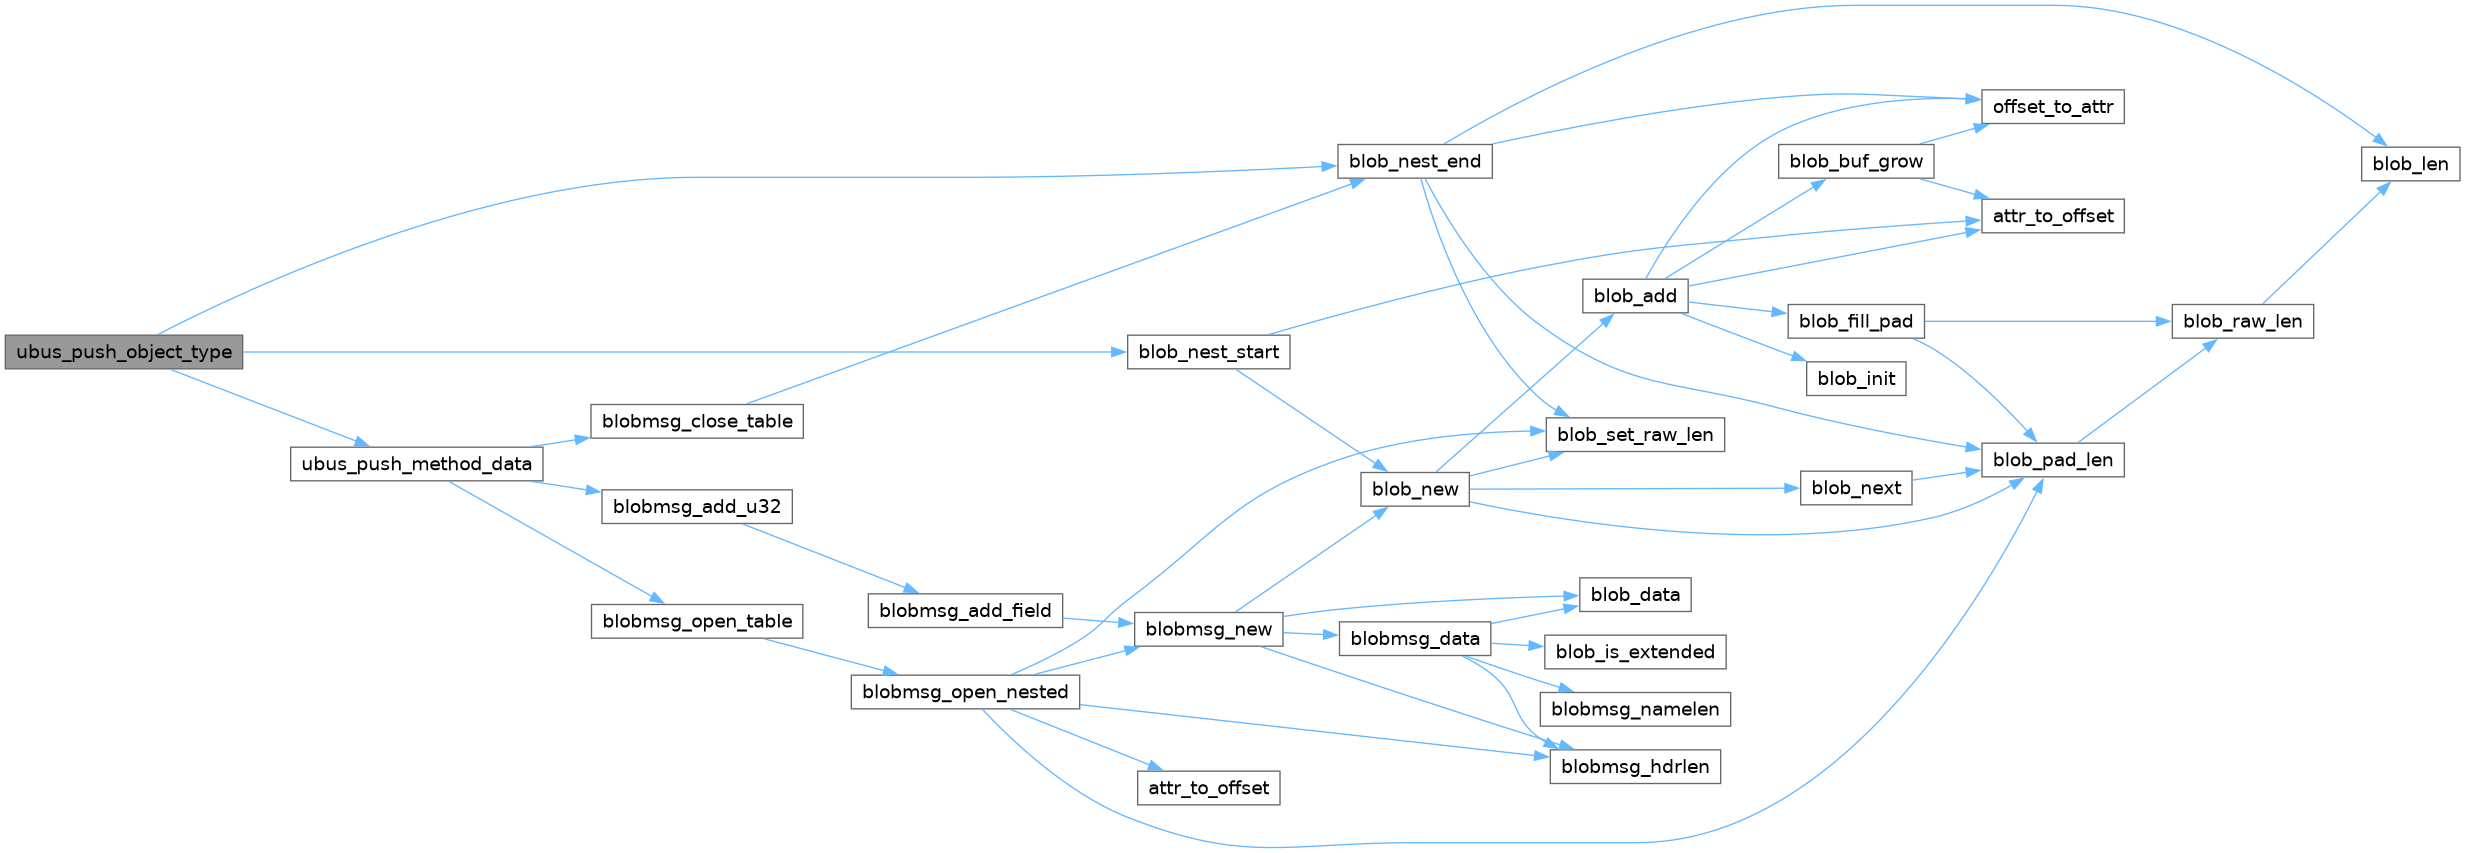 ubus_push_object_type
blob_nest_end
blob_len
offset_to_attr
blob_buf_grow
attr_to_offset
blob_add
blob_fill_pad
blob_raw_len
blob_init
blob_nest_start
blobmsg_close_table
blob_set_raw_len
ubus_push_method_data
blob_pad_len
blob_new
blob_next
blobmsg_add_u32
blobmsg_add_field
blob_data
blobmsg_open_table
blobmsg_new
blobmsg_data
blob_is_extended
blobmsg_open_nested
blobmsg_namelen
blobmsg_hdrlen
attr_to_offset